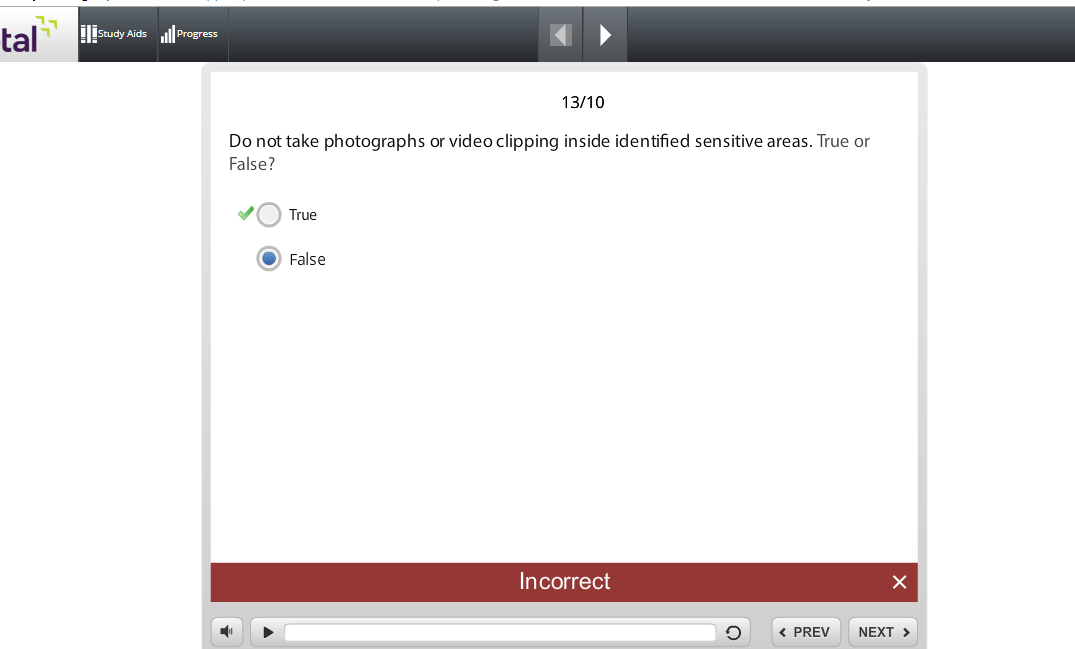 tal
Study Aids
Progress
13/10
Do not take photographs or video clipping inside identified sensitive areas. True or
False?
True
False
Incorrect
PREV
NEXT